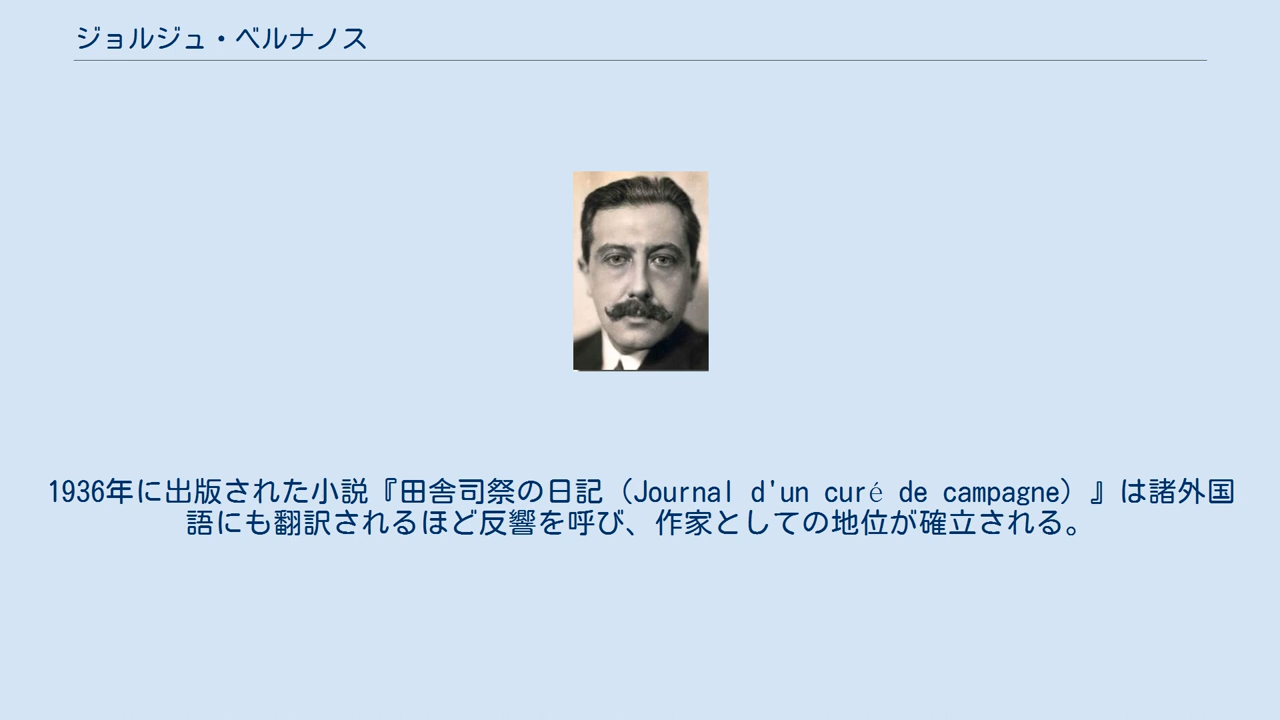 ジョルジュ・ベルナノス
1936年に出版された小説『田舎司祭の日記（Journal d'un curé de campagne）』は諸外国
語にも翻訳されるほど反響を呼び、作家としての地位が確立される。